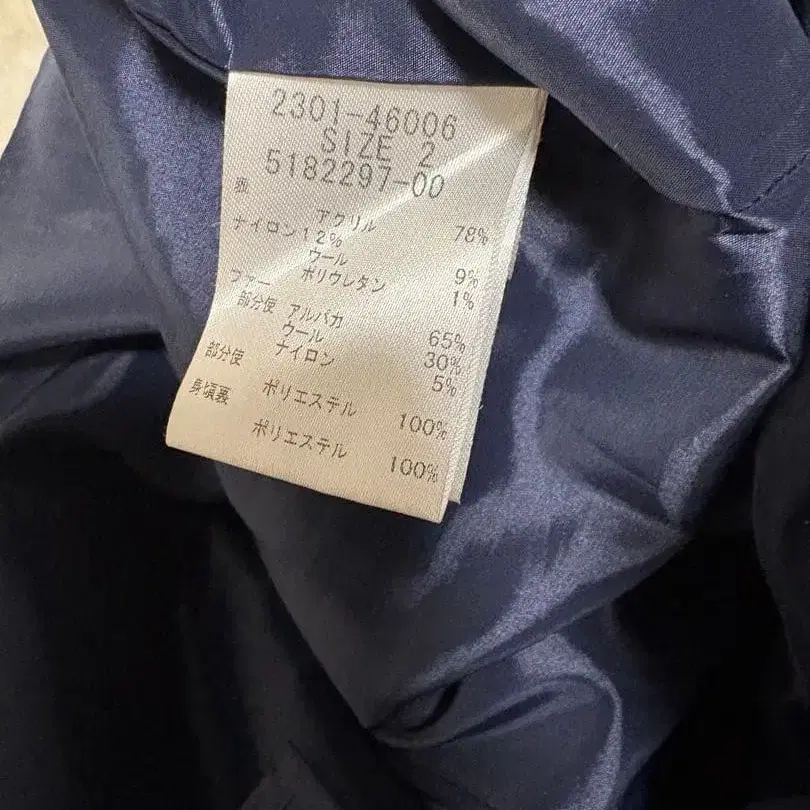 2301-46006
SIZE 2
5182297-00
表
アクリル 78%
ナイロン12%
ウール 9%
ポリウレタン 1%
ファー
部分使 アルパカ 65%
ウール 30%
ナイロン 5%
部分使 ポリエステル 100%
身頃裏 ポリエステル 100%